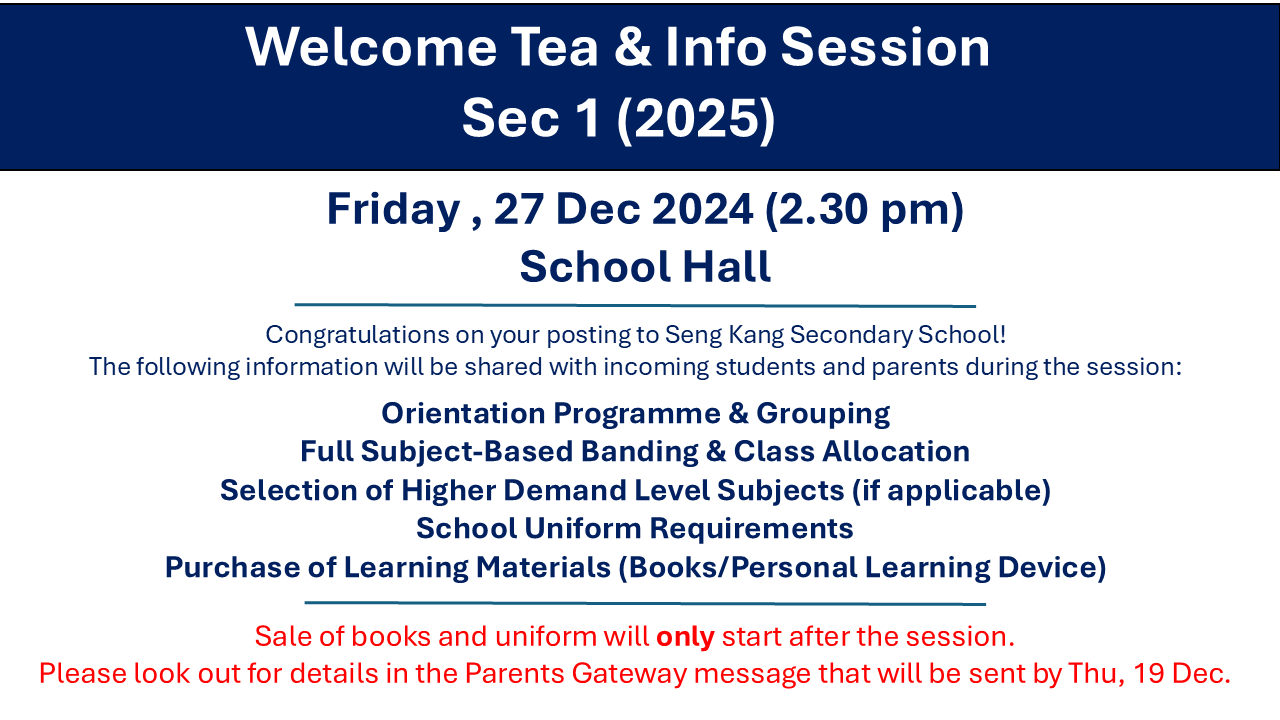 Welcome Tea & Info Session
Sec 1 (2025)
Friday , 27 Dec 2024 (2.30 pm)
School Hall
Congratulations on your posting to Seng Kang Secondary School!
The following information will be shared with incoming students and parents during the session:
Orientation Programme & Grouping
Full Subject-Based Banding & Class Allocation
Selection of Higher Demand Level Subjects (if applicable)
School Uniform Requirements
Purchase of Learning Materials (Books/Personal Learning Device)
Sale of books and uniform will only start after the session.
Please look out for details in the Parents Gateway message that will be sent by Thu, 19 Dec.